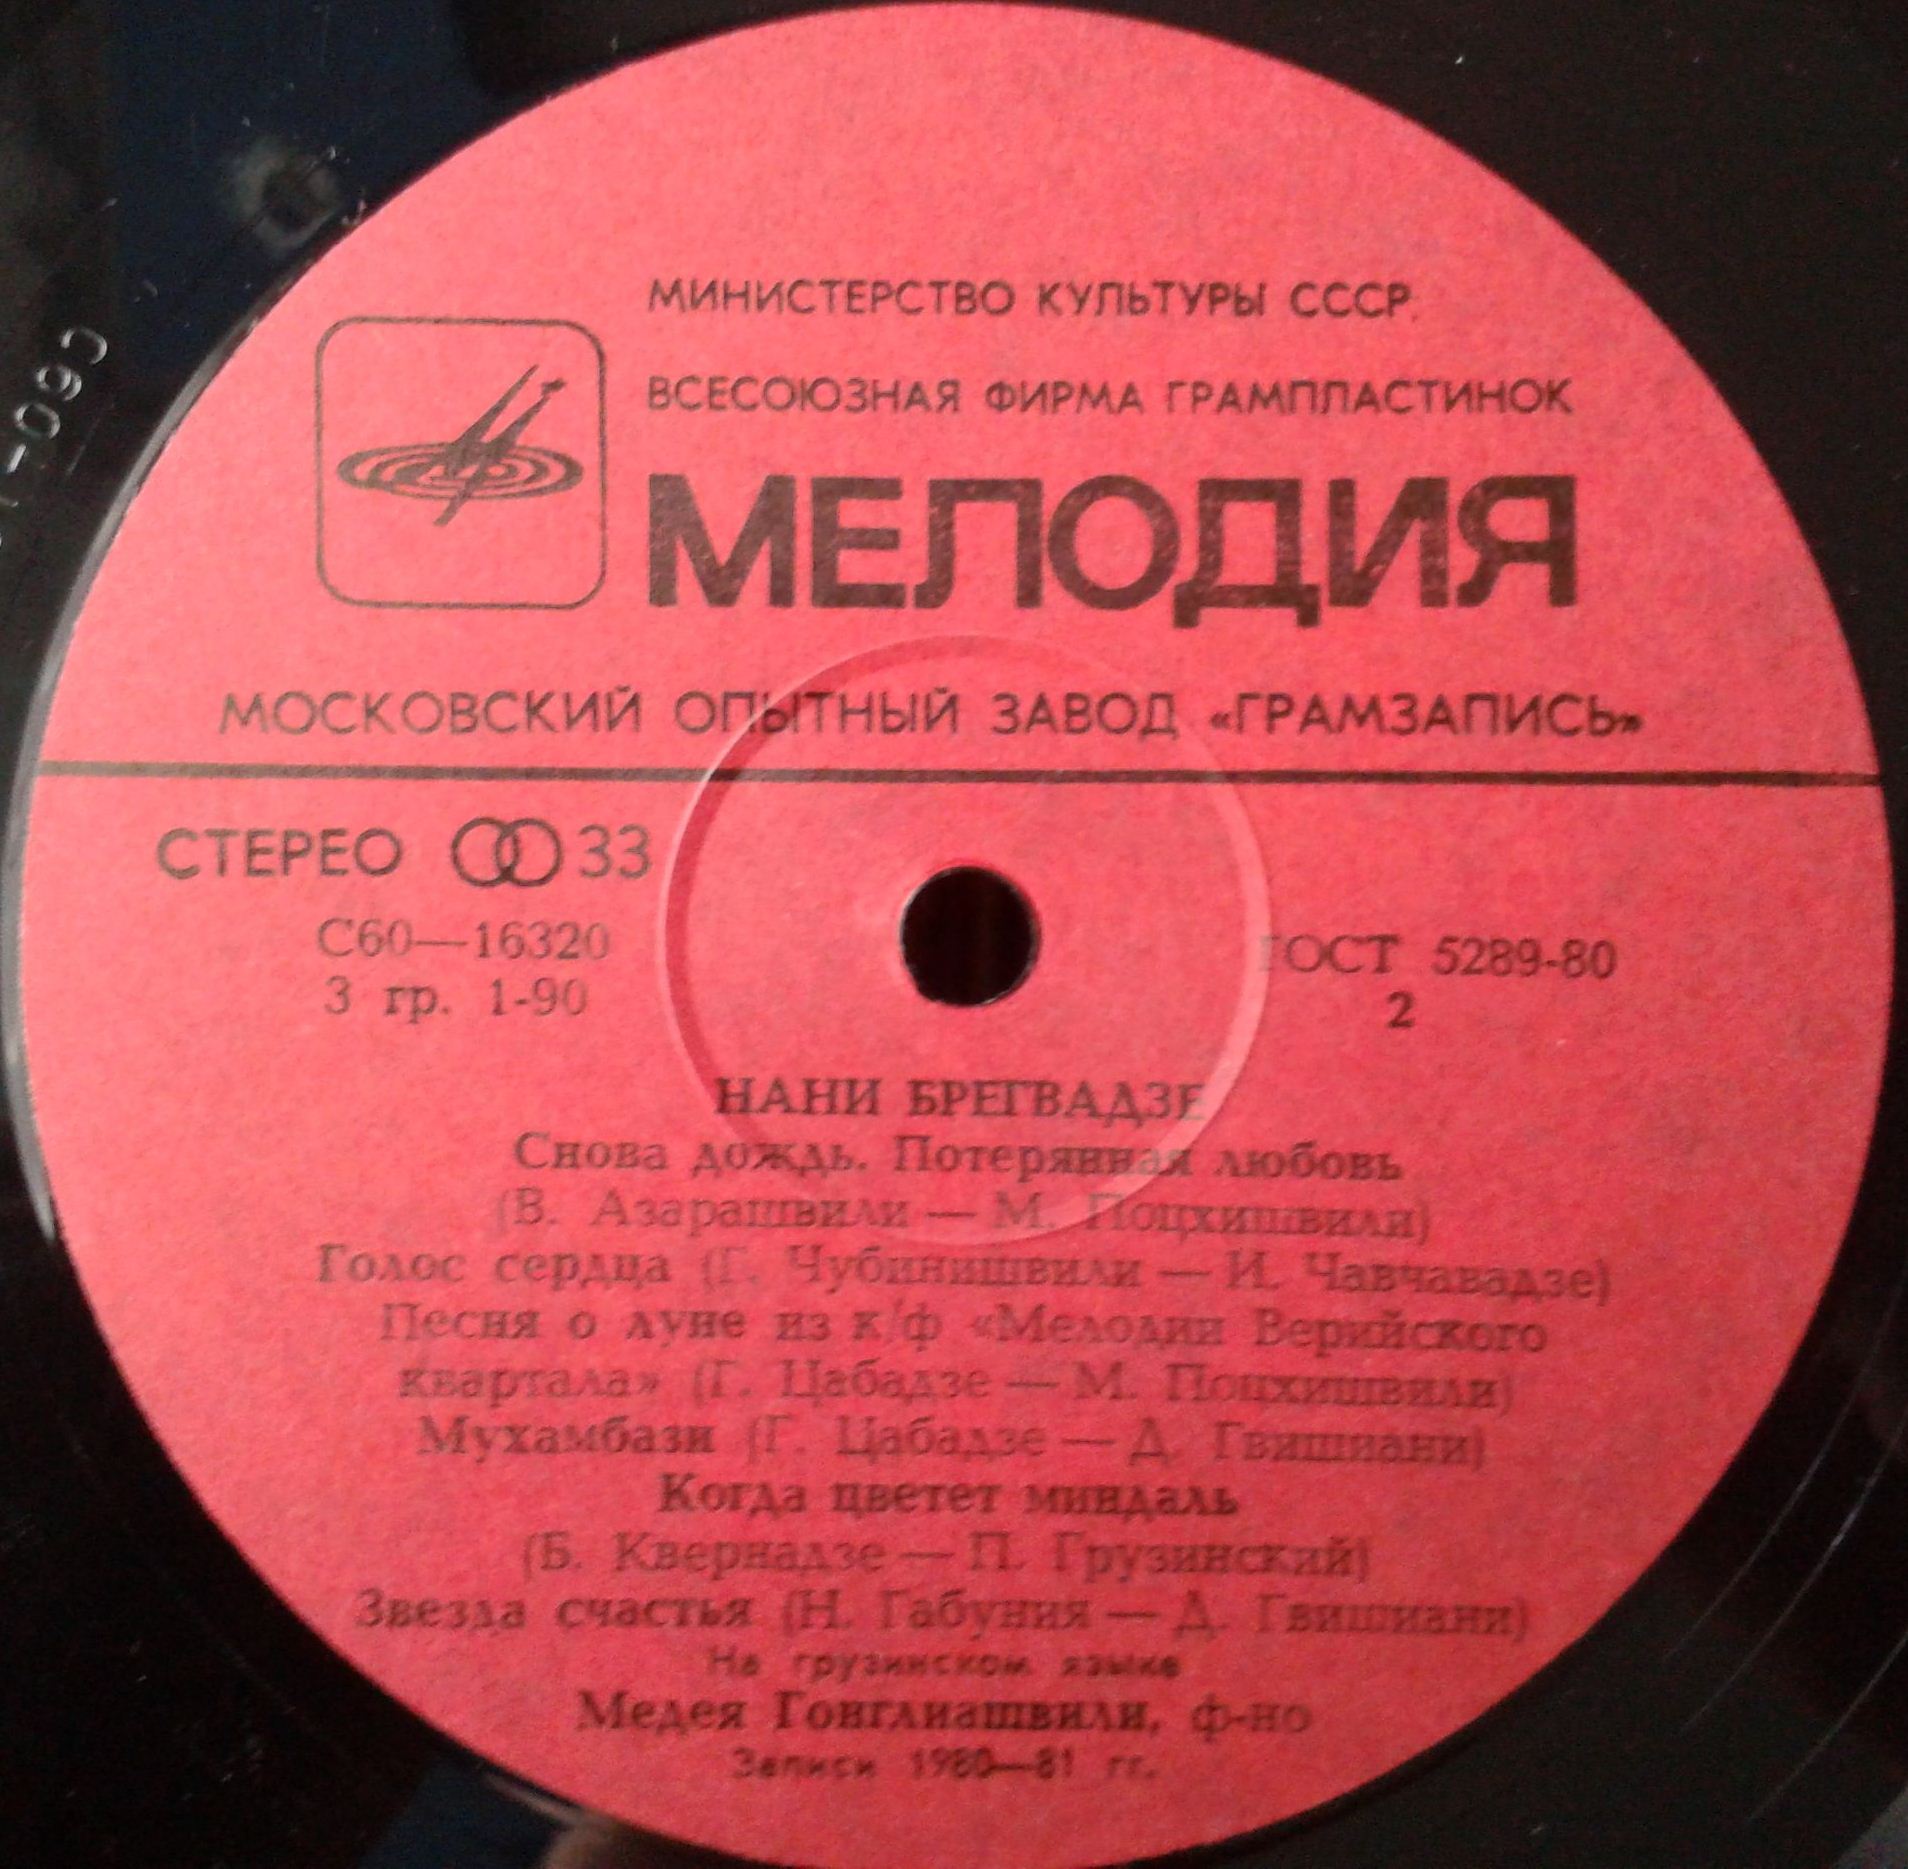 МИНИСТЕРСТВО КУЛЬТУРЫ СССР.
ВСЕСОЮЗНАЯ ФИРМА ГРАМПЛАСТИНОК
МЕЛОДИЯ
МОСКОВСКИЙ ОПЫТНЫЙ ЗАВОД «ГРАМЗАПИСЬ»
СТЕРЕО 33
С60—16320
3 гр. 1-90
ГОСТ 5289-80
2
НАНИ БРЕГВАДЗЕ
Снова дождь. Потерянная любовь
(В. Азарашвили — М. Поцхишвили)
Голос сердца (Г. Чубинишвили — И. Чавчавадзе)
Песня о луне из к/ф «Мелодии Верийского
квартала» (Г. Цабадзе — М. Поцхишвили)
Мухамбази (Г. Цабадзе — Д. Гвишиани)
Когда цветет миндаль
(Б. Квернадзе — П. Грузинский)
Звезда счастья (Н. Габуния — Д. Гвишиани)
На грузинском языке
Медея Гонглиашвили, ф-но
Записи 1980—81 гг.